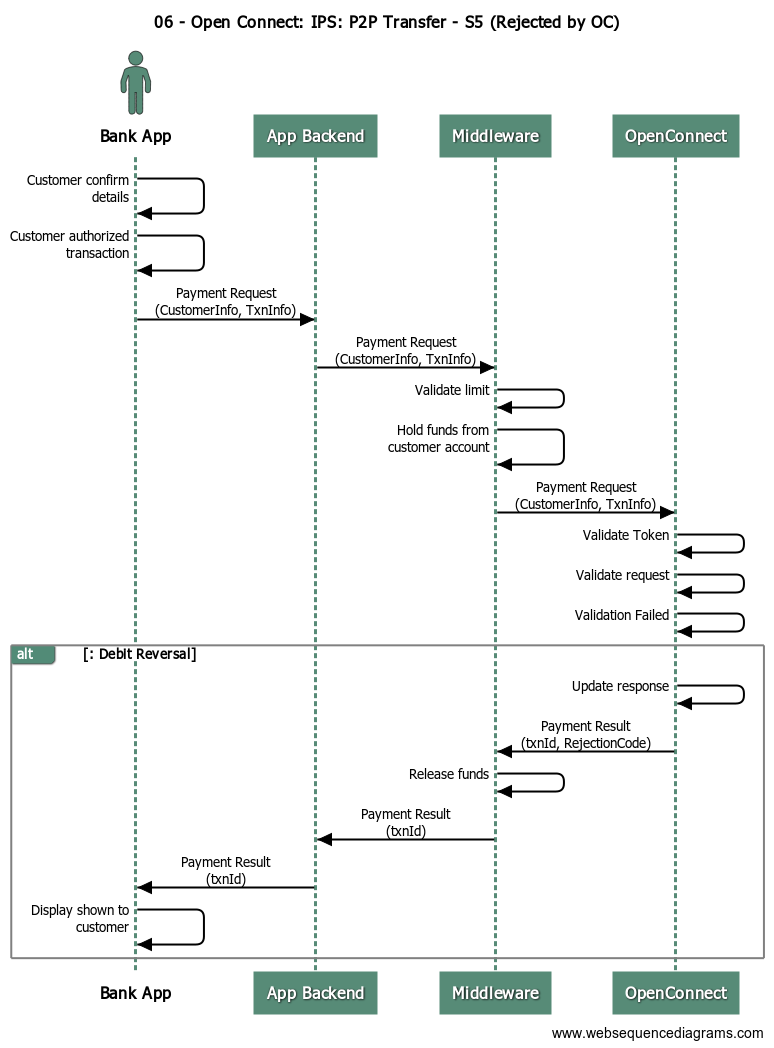 06 - Open Connect: IPS: P2P Transfer - S5 (Rejected by OC)
Bank App
App Backend
Middleware
OpenConnect
Customer confirm
details
Customer authorized
transaction
Payment Request
(CustomerInfo, TxnInfo)
Payment Request
(CustomerInfo, TxnInfo)
Validate limit
Hold funds from
customer account
Payment Request
(CustomerInfo, TxnInfo)
Validate Token
Validate request
Validation Failed
alt
[: Debit Reversal]
Update response
Payment Result
(txnId, RejectionCode)
Release funds
Payment Result
(txnId)
Payment Result
(txnId)
Display shown to
customer
Bank App
App Backend
Middleware
OpenConnect
www.websequencediagrams.com